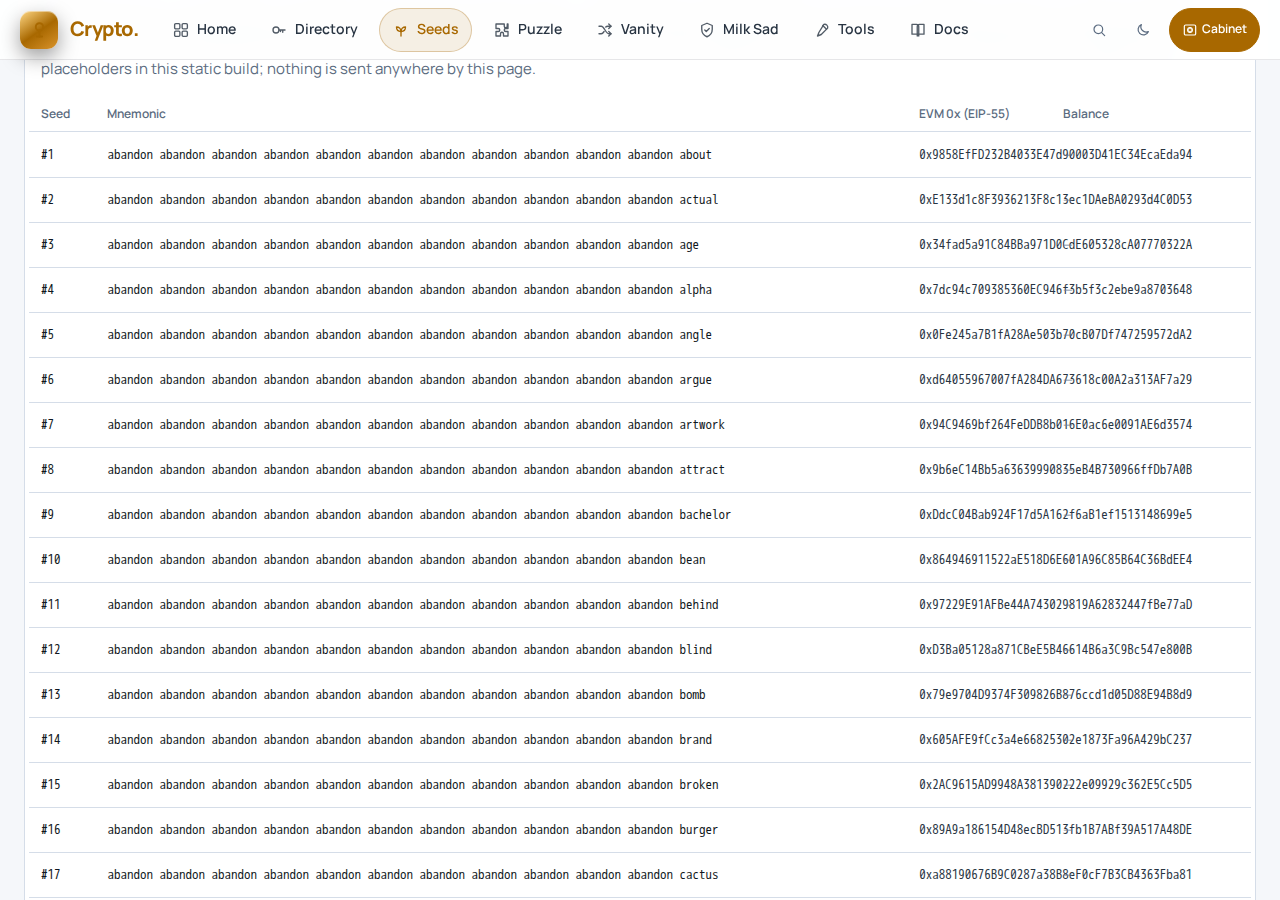 Crypto. Home Directory Seeds Puzzle Vanity Milk Sad Tools Docs Cabinet
placeholders in this static build; nothing is sent anywhere by this page.
Seed Mnemonic EVM 0x (EIP-55) Balance
#1 abandon abandon abandon abandon abandon abandon abandon abandon abandon abandon abandon about 0x9858EfFD232B4033E47d90003D41EC34EcaEda94
#2 abandon abandon abandon abandon abandon abandon abandon abandon abandon abandon abandon actual 0xE133d1c8F3936213F8c13ec1DAeBA0293d4C0D53
#3 abandon abandon abandon abandon abandon abandon abandon abandon abandon abandon abandon age 0x34fad5a91C84BBa971D0CdE605328cA07770322A
#4 abandon abandon abandon abandon abandon abandon abandon abandon abandon abandon abandon alpha 0x7dc94c709385360EC946f3b5f3c2ebe9a8703648
#5 abandon abandon abandon abandon abandon abandon abandon abandon abandon abandon abandon angle 0x0Fe245a7B1fA28Ae503b70cB07Df747259572dA2
#6 abandon abandon abandon abandon abandon abandon abandon abandon abandon abandon abandon argue 0xd64055967007fA284DA673618c00A2a313AF7a29
#7 abandon abandon abandon abandon abandon abandon abandon abandon abandon abandon abandon artwork 0x94C9469bf264FeDDB8b016E0ac6e0091AE6d3574
#8 abandon abandon abandon abandon abandon abandon abandon abandon abandon abandon abandon attract 0x9b6eC14Bb5a63639990835eB4B730966ffDb7A0B
#9 abandon abandon abandon abandon abandon abandon abandon abandon abandon abandon abandon bachelor 0xDdcC04Bab924F17d5A162f6aB1ef1513148699e5
#10 abandon abandon abandon abandon abandon abandon abandon abandon abandon abandon abandon bean 0x864946911522aE518D6E601A96C85B64C36BdEE4
#11 abandon abandon abandon abandon abandon abandon abandon abandon abandon abandon abandon behind 0x97229E91AFBe44A743029819A62832447fBe77aD
#12 abandon abandon abandon abandon abandon abandon abandon abandon abandon abandon abandon blind 0xD3Ba05128a871CBeE5B46614B6a3C9Bc547e800B
#13 abandon abandon abandon abandon abandon abandon abandon abandon abandon abandon abandon bomb 0x79e9704D9374F309826B876ccd1d05D88E94B8d9
#14 abandon abandon abandon abandon abandon abandon abandon abandon abandon abandon abandon brand 0x605AFE9fCc3a4e66825302e1873Fa96A429bC237
#15 abandon abandon abandon abandon abandon abandon abandon abandon abandon abandon abandon broken 0x2AC9615AD9948A381390222e09929c362E5Cc5D5
#16 abandon abandon abandon abandon abandon abandon abandon abandon abandon abandon abandon burger 0x89A9a186154D48ecBD513fb1B7ABf39A517A48DE
#17 abandon abandon abandon abandon abandon abandon abandon abandon abandon abandon abandon cactus 0xa88190676B9C0287a38B8eF0cF7B3CB4363Fba81